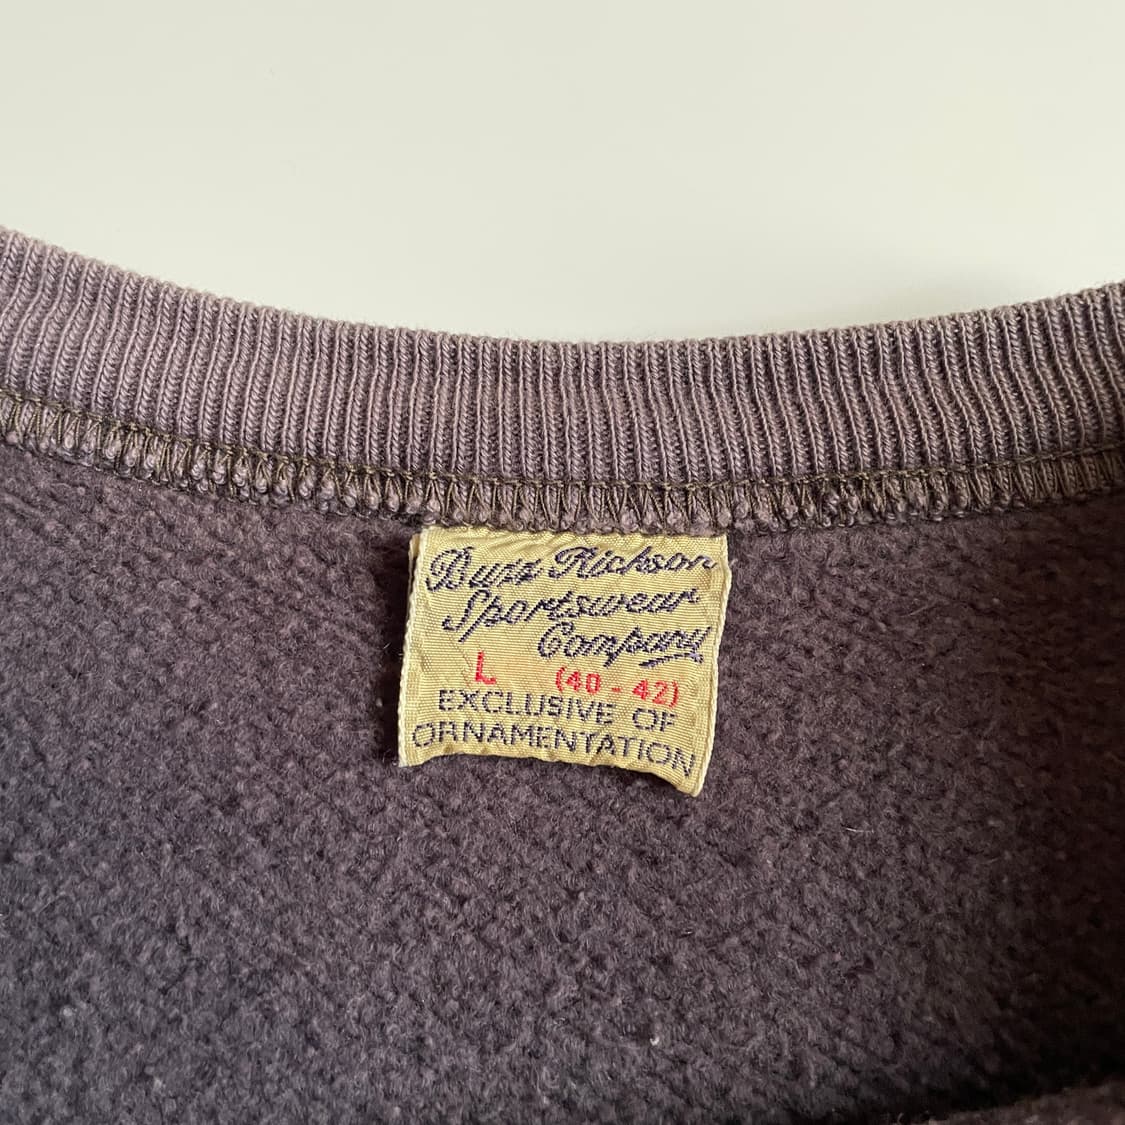 Buzz Rickson
Sportswear
Company
L (40 - 42)
EXCLUSIVE OF
ORNAMENTATION